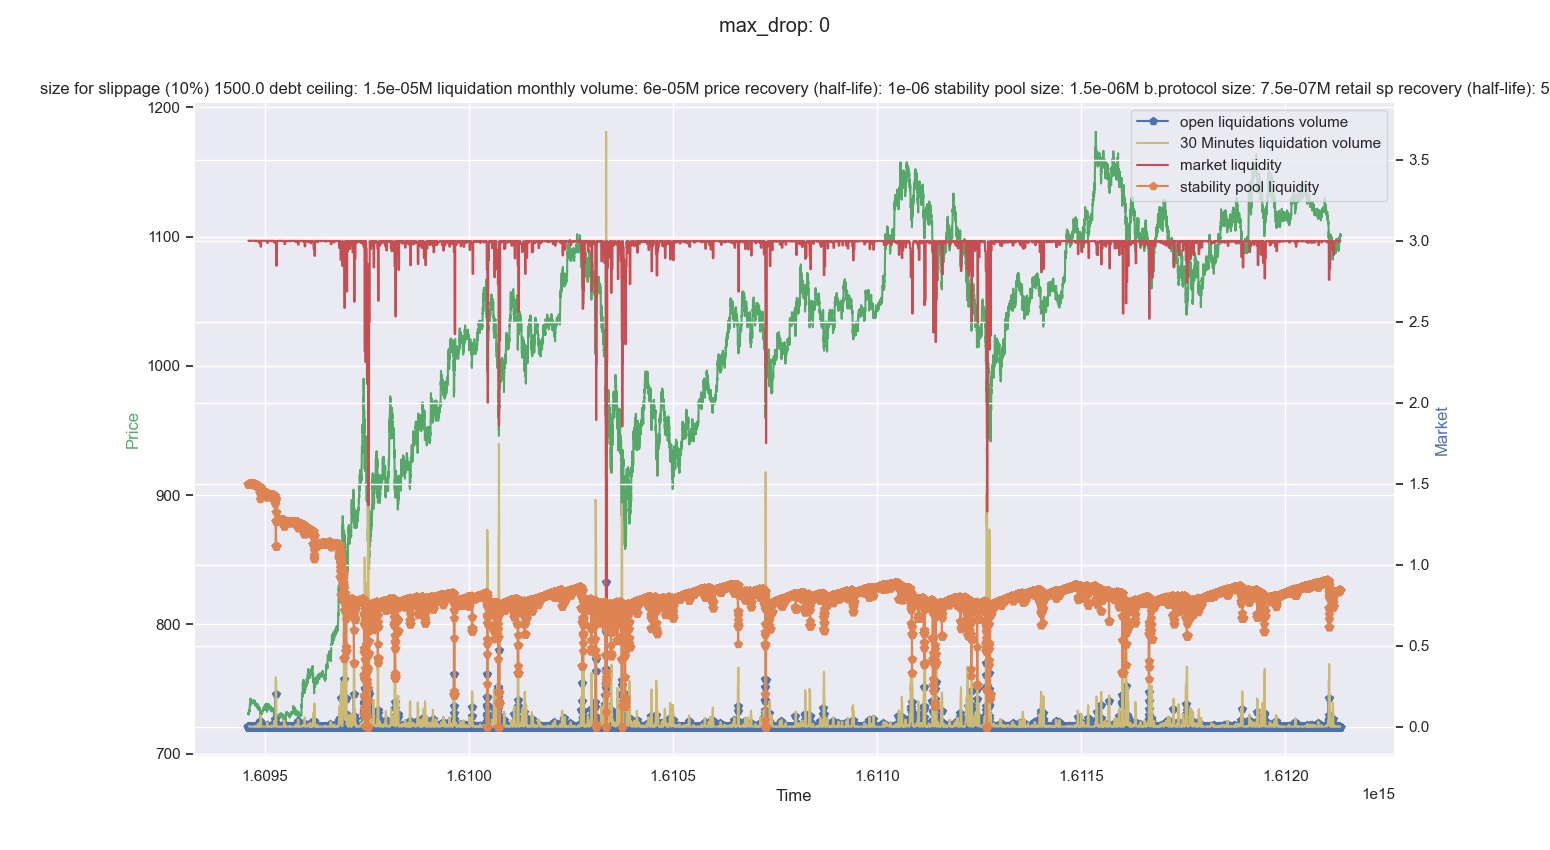 max_drop: 0
size for slippage (10%) 1500.0 debt ceiling: 1.5e-05M liquidation monthly volume: 6e-05M price recovery (half-life): 1e-06 stability pool size: 1.5e-06M b.protocol size: 7.5e-07M retail sp recovery (half-life): 5
open liquidations volume
30 Minutes liquidation volume
market liquidity
stability pool liquidity
1200
1100
1000
900
800
700
Price
3.5
3.0
2.5
2.0
1.5
1.0
0.5
0.0
Market
1.6095
1.6100
1.6105
1.6110
1.6115
1.6120
Time
1e15